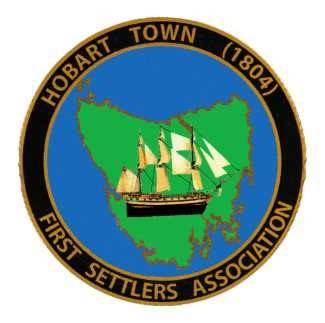 HOBART TOWN (1804)
FIRST SETTLERS ASSOCIATION